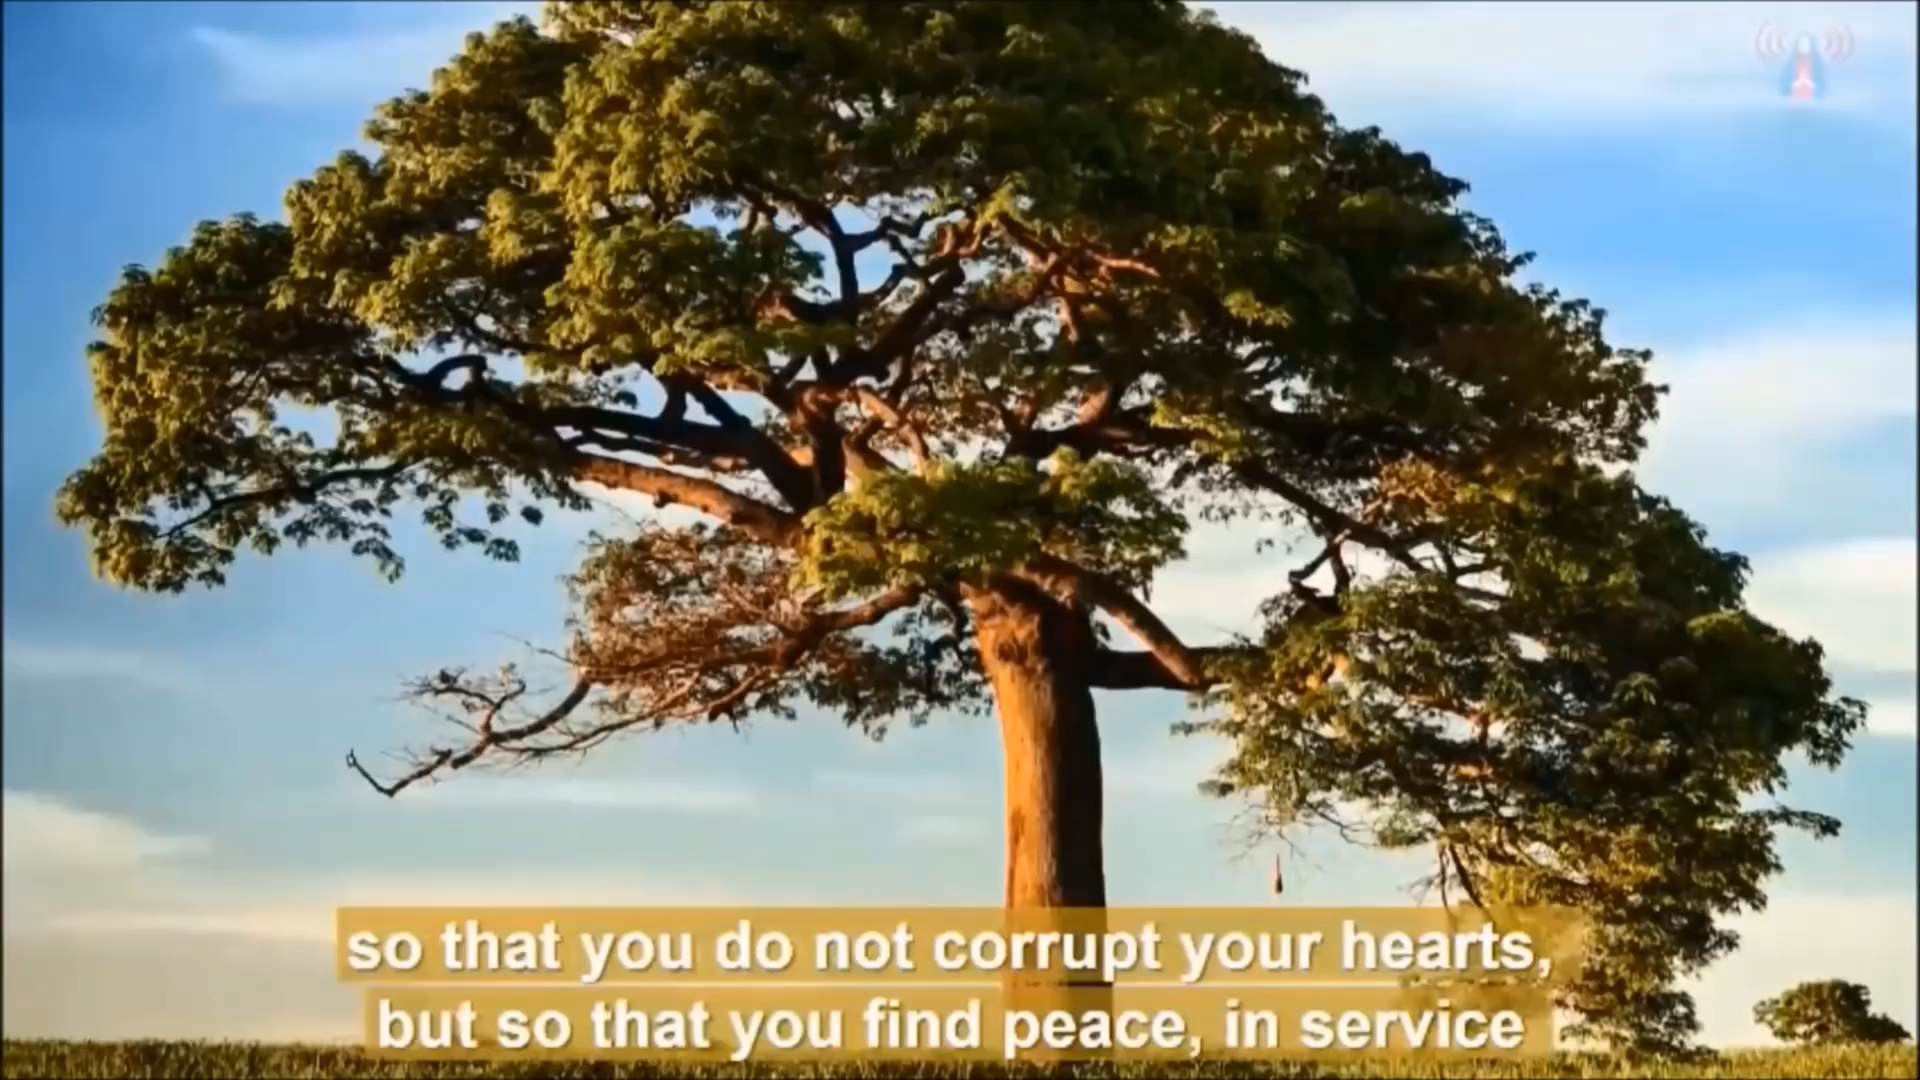 so that you do not corrupt your hearts,
but so that you find peace, in service